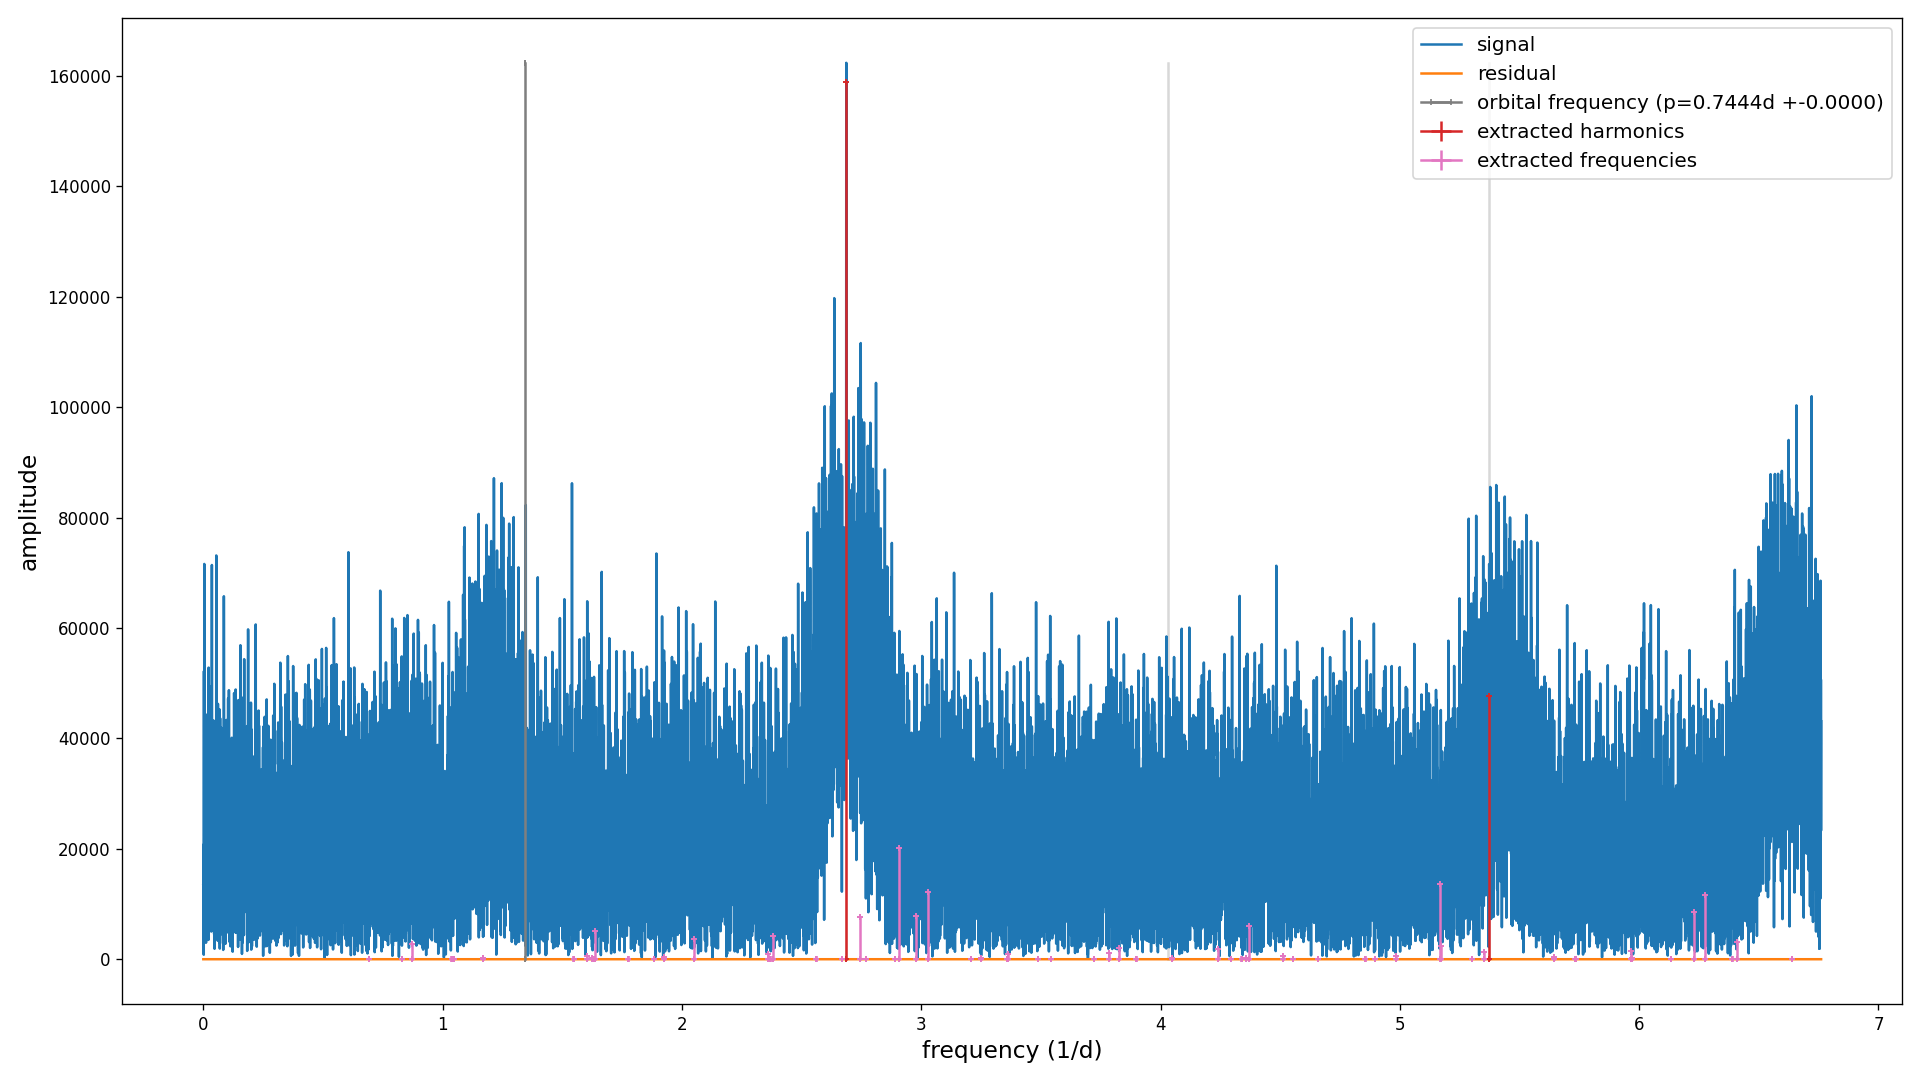 signal
residual
orbital frequency (p=0.7444d +-0.0000)
extracted harmonics
extracted frequencies
160000
140000
120000
100000
80000
60000
40000
20000
0
amplitude
0 1 2 3 4 5 6 7
frequency (1/d)